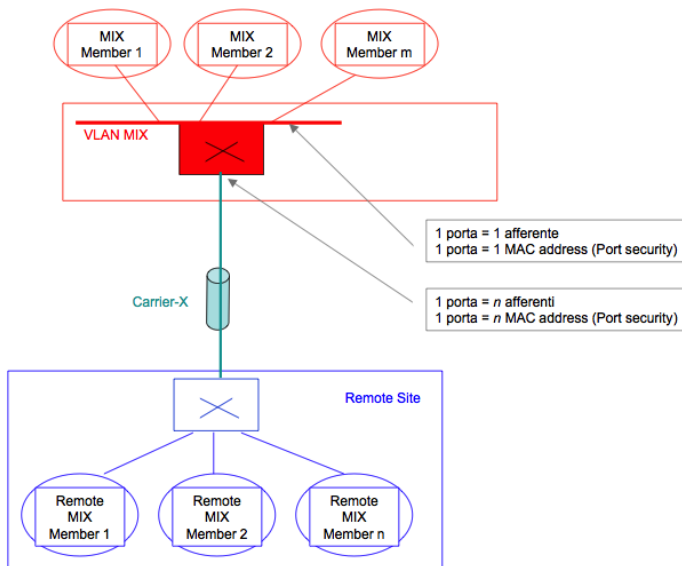 MIX
Member 1
MIX
Member 2
MIX
Member m
VLAN MIX
1 porta = 1 afferente
1 porta = 1 MAC address (Port security)
Carrier-X
1 porta = n afferenti
1 porta = n MAC address (Port security)
Remote Site
Remote
MIX
Member 1
Remote
MIX
Member 2
Remote
MIX
Member n